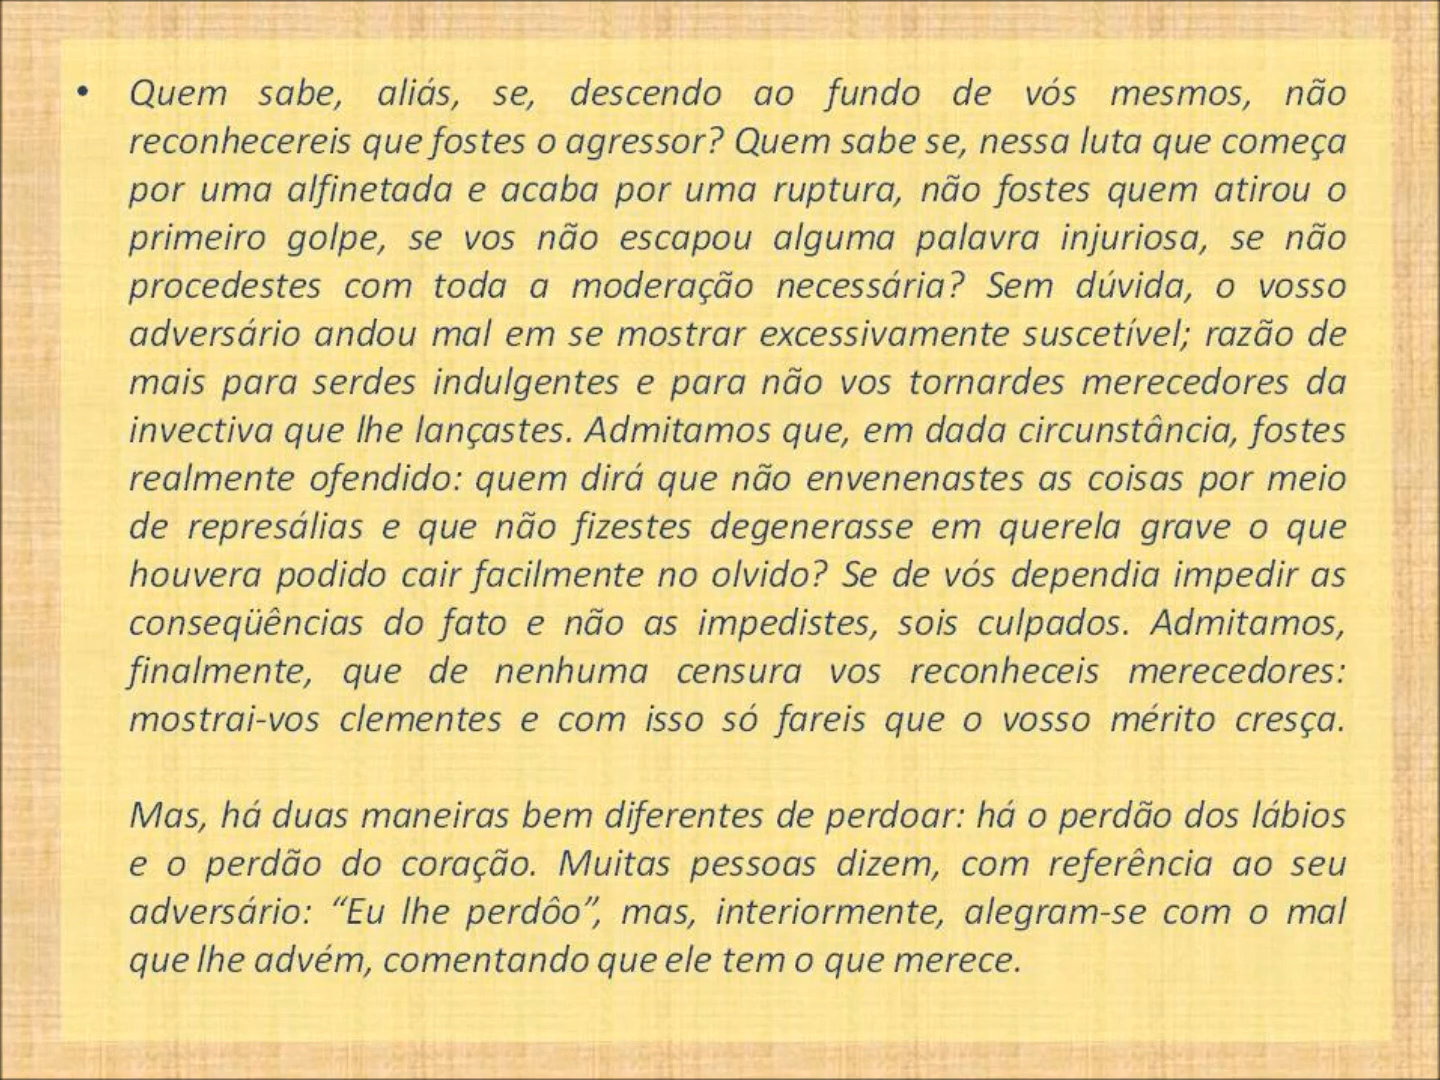 • Quem sabe, aliás, se, descendo ao fundo de vós mesmos, não
reconhecereis que fostes o agressor? Quem sabe se, nessa luta que começa
por uma alfinetada e acaba por uma ruptura, não fostes quem atirou o
primeiro golpe, se vos não escapou alguma palavra injuriosa, se não
procedestes com toda a moderação necessária? Sem dúvida, o vosso
adversário andou mal em se mostrar excessivamente suscetível; razão de
mais para serdes indulgentes e para não vos tornardes merecedores da
invectiva que lhe lançastes. Admitamos que, em dada circunstância, fostes
realmente ofendido: quem dirá que não envenenastes as coisas por meio
de represálias e que não fizestes degenerasse em querela grave o que
houvera podido cair facilmente no olvido? Se de vós dependia impedir as
conseqüências do fato e não as impedistes, sois culpados. Admitamos,
finalmente, que de nenhuma censura vos reconheceis merecedores:
mostrai-vos clementes e com isso só fareis que o vosso mérito cresça.
Mas, há duas maneiras bem diferentes de perdoar: há o perdão dos lábios
e o perdão do coração. Muitas pessoas dizem, com referência ao seu
adversário: “Eu lhe perdôo”, mas, interiormente, alegram-se com o mal
que lhe advém, comentando que ele tem o que merece.